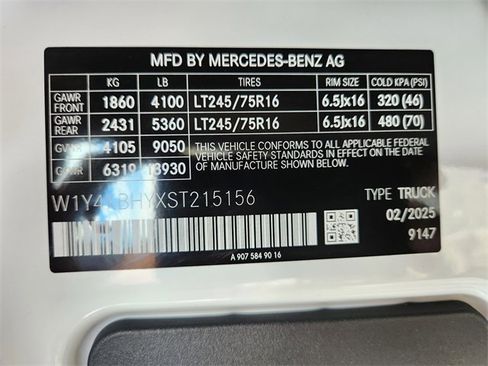 MFD BY MERCEDES-BENZ AG
KG LB TIRES RIM SIZE COLD KPA (PSI)
GAWR FRONT 1860 4100 LT245/75R16 6.5Jx16 320 (46)
GAWR REAR 2431 5360 LT245/75R16 6.5Jx16 480 (70)
GVWR 4105 9050 THIS VEHICLE CONFORMS TO ALL APPLICABLE
6319 13930 FEDERAL MOTOR VEHICLE SAFETY STANDARDS IN
EFFECT ON THE DATE OF MANUFACTURE SHOWN
TYPE TRUCK
02/2025
9147
A 907 584 90 16